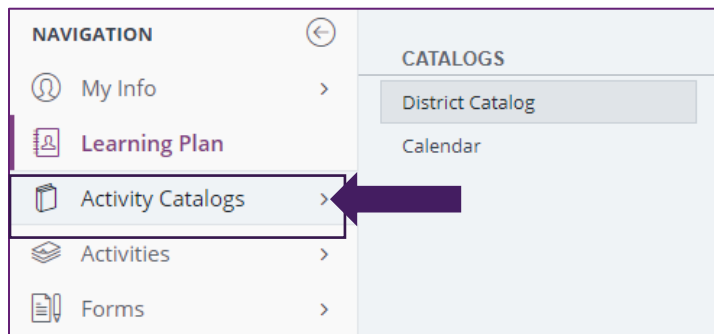 NAVIGATION
My Info
Learning Plan
Activity Catalogs
Activities
Forms
CATALOGS
District Catalog
Calendar